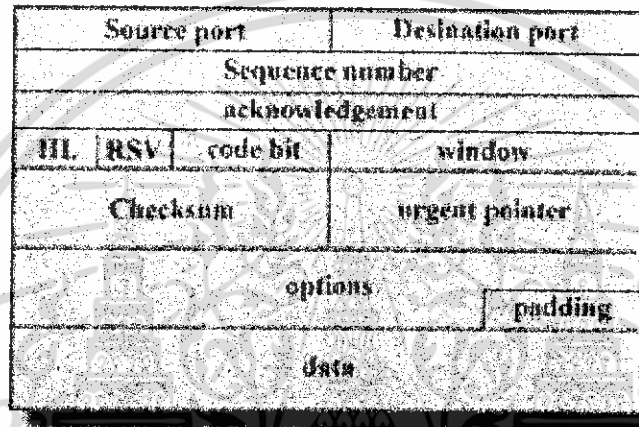 Source port Desination port
Sequence number
acknowledgement
HL RSV code bit window
Checksum urgent pointer
options
padding
data